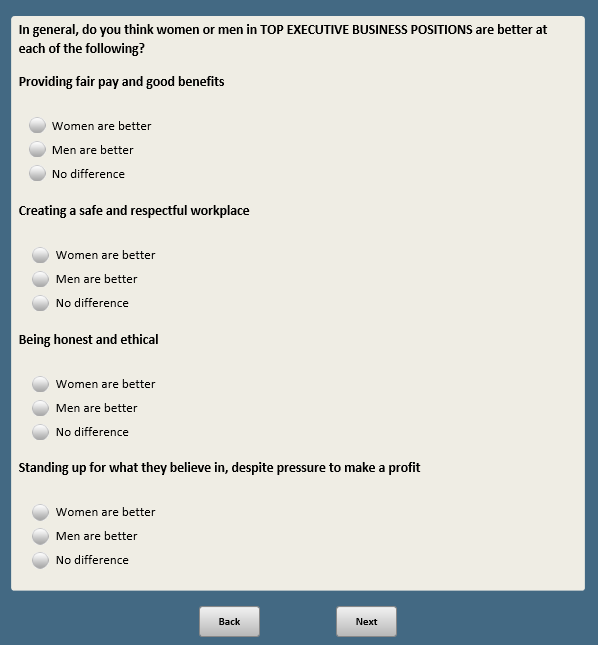 In general, do you think women or men in TOP EXECUTIVE BUSINESS POSITIONS are better at
each of the following?
Providing fair pay and good benefits
Women are better
Men are better
No difference
Creating a safe and respectful workplace
Women are better
Men are better
No difference
Being honest and ethical
Women are better
Men are better
No difference
Standing up for what they believe in, despite pressure to make a profit
Women are better
Men are better
No difference
Back
Next